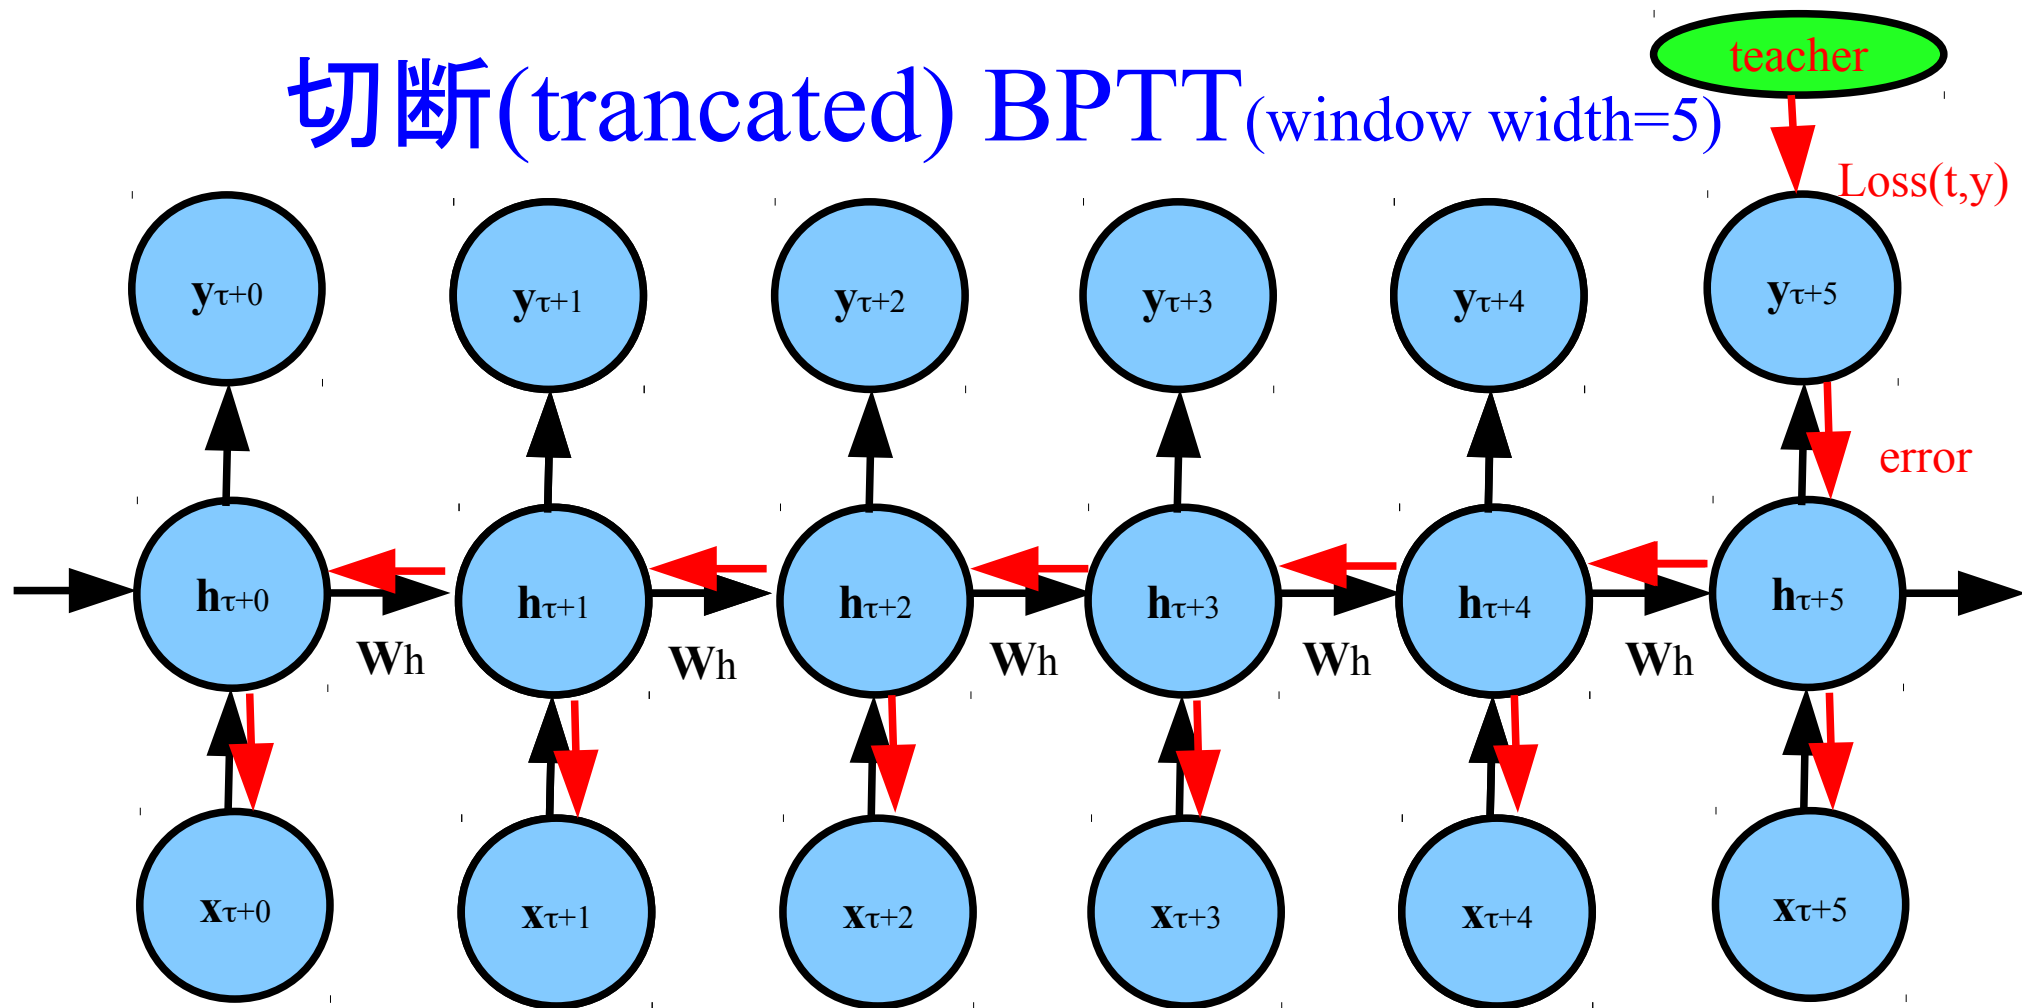 teacher
切断(trancated) BPTT(window width=5)
Loss(t,y)
yτ+0 yτ+1 yτ+2 yτ+3 yτ+4 yτ+5
error
hτ+0 hτ+1 hτ+2 hτ+3 hτ+4 hτ+5
Wh Wh Wh Wh Wh
xτ+0 xτ+1 xτ+2 xτ+3 xτ+4 xτ+5